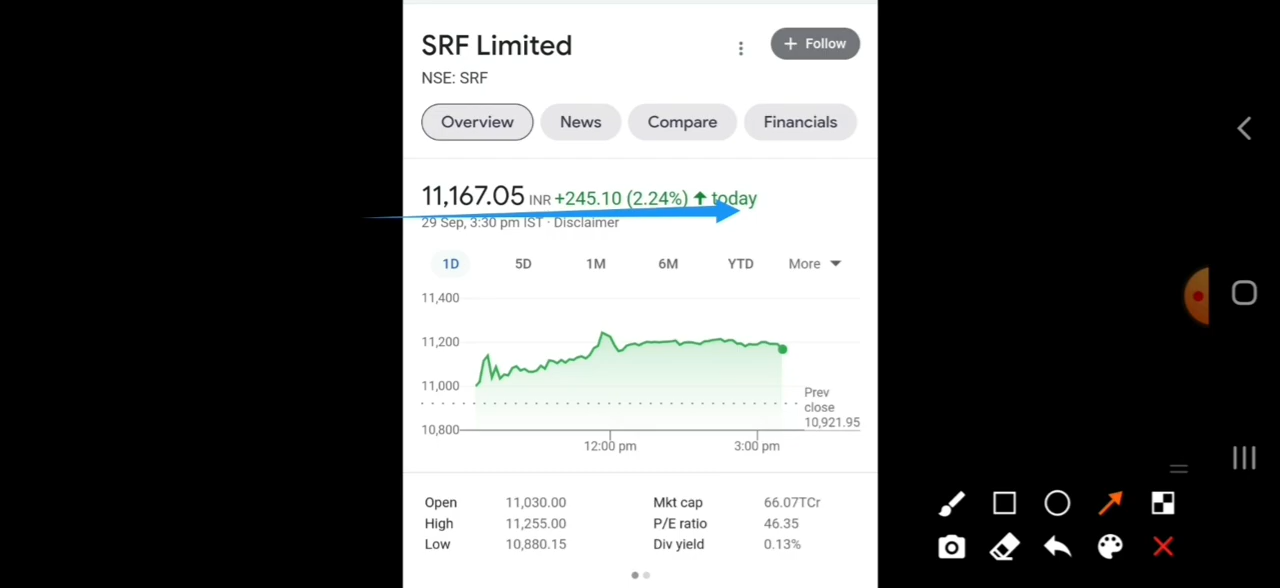 SRF Limited
+ Follow
NSE: SRF
Overview News Compare Financials
11,167.05 INR +245.10 (2.24%) ↑ today
29 Sep, 3:30 pm IST · Disclaimer
1D 5D 1M 6M YTD More
11,400
11,200
11,000
10,800
Prev
close
10,921.95
12:00 pm 3:00 pm
Open 11,030.00 Mkt cap 66.07TCr
High 11,255.00 P/E ratio 46.35
Low 10,880.15 Div yield 0.13%